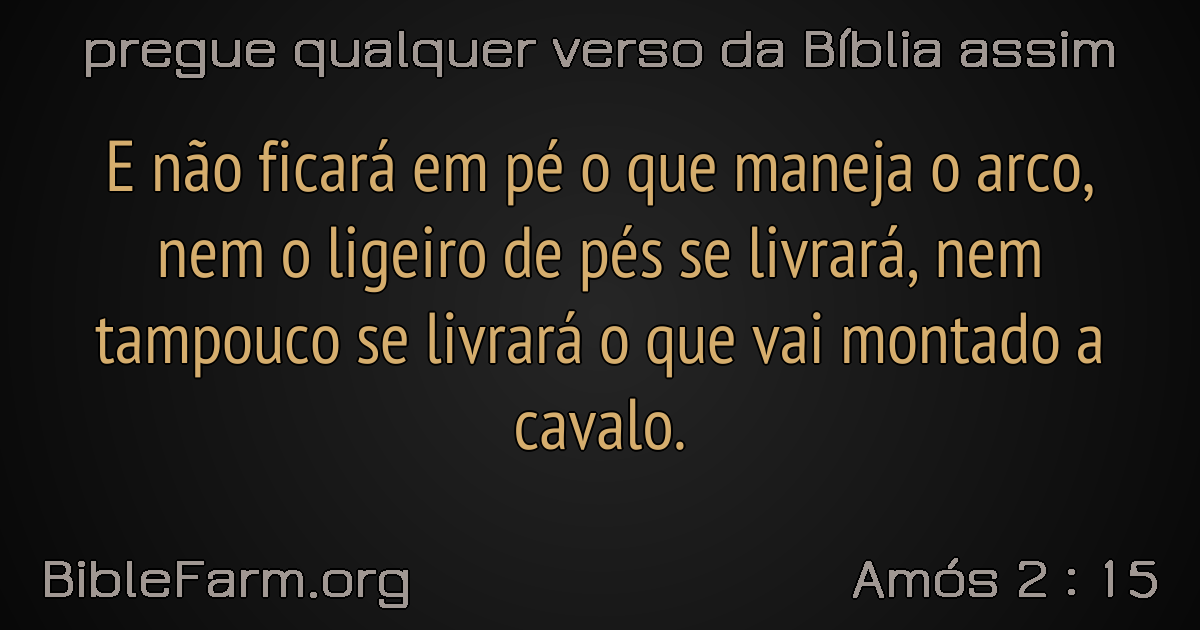 pregue qualquer verso da Bíblia assim
E não ficará em pé o que maneja o arco,
nem o ligeiro de pés se livrará, nem
tampouco se livrará o que vai montado a
cavalo.
BibleFarm.org
Amós 2 : 15